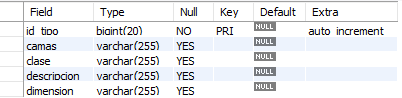 Field Type Null Key Default Extra
id_tipo bigint(20) NO PRI NULL auto_increment
camas varchar(255) YES NULL
clase varchar(255) YES NULL
descripcion varchar(255) YES NULL
dimension varchar(255) YES NULL